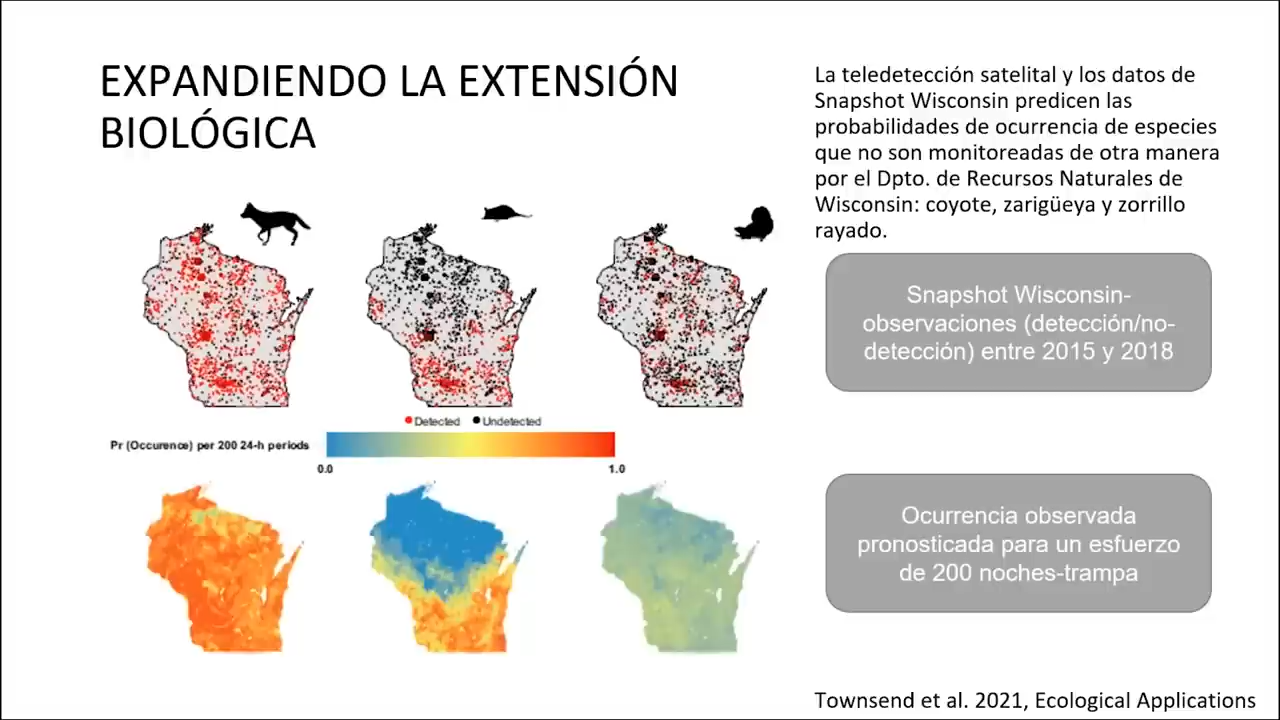 EXPANDIENDO LA EXTENSIÓN
BIOLÓGICA
La teledetección satelital y los datos de
Snapshot Wisconsin predicen las
probabilidades de ocurrencia de especies
que no son monitoreadas de otra manera
por el Dpto. de Recursos Naturales de
Wisconsin: coyote, zarigüeya y zorrillo
rayado.
Snapshot Wisconsin-
observaciones (detección/no-
detección) entre 2015 y 2018
Detected Undetected
Pr (Occurence) per 200 24-h periods
0.0 1.0
Ocurrencia observada
pronosticada para un esfuerzo
de 200 noches-trampa
Townsend et al. 2021, Ecological Applications